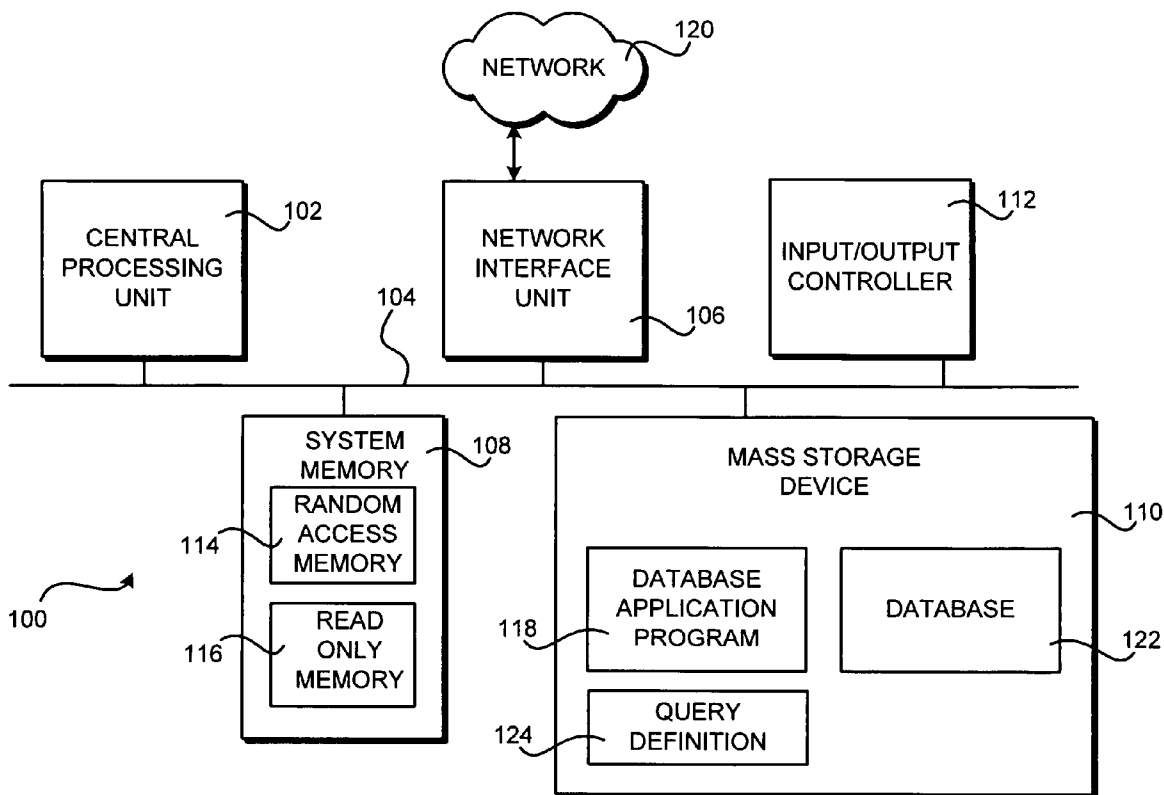 NETWORK
120
CENTRAL
PROCESSING
UNIT
102
NETWORK
INTERFACE
UNIT
106
INPUT/OUTPUT
CONTROLLER
112
104
SYSTEM
MEMORY
108
RANDOM
ACCESS
MEMORY
114
READ
ONLY
MEMORY
116
100
MASS STORAGE
DEVICE
110
DATABASE
APPLICATION
PROGRAM
118
DATABASE
122
QUERY
DEFINITION
124